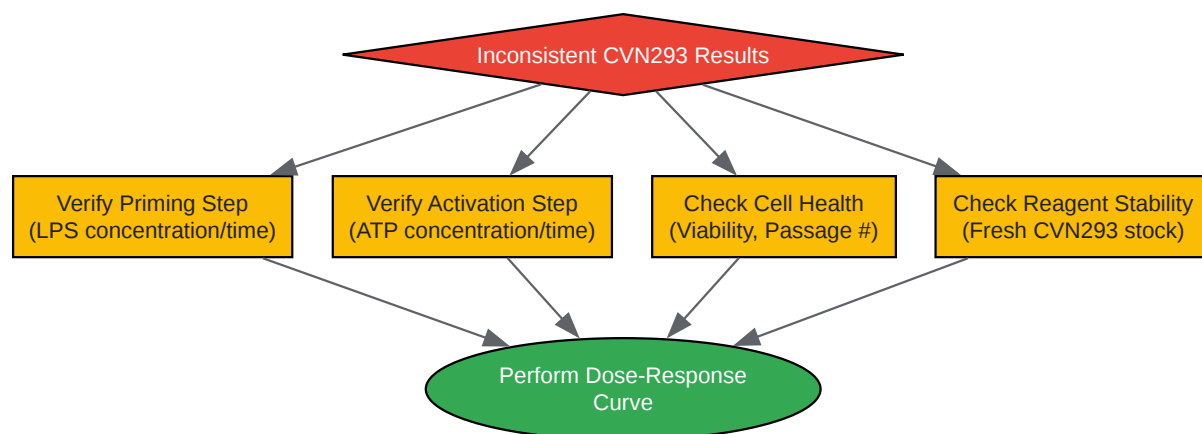 Inconsistent CVN293 Results
Verify Priming Step
(LPS concentration/time)
Verify Activation Step
(ATP concentration/time)
Check Cell Health
(Viability, Passage #)
Check Reagent Stability
(Fresh CVN293 stock)
Perform Dose-Response
Curve